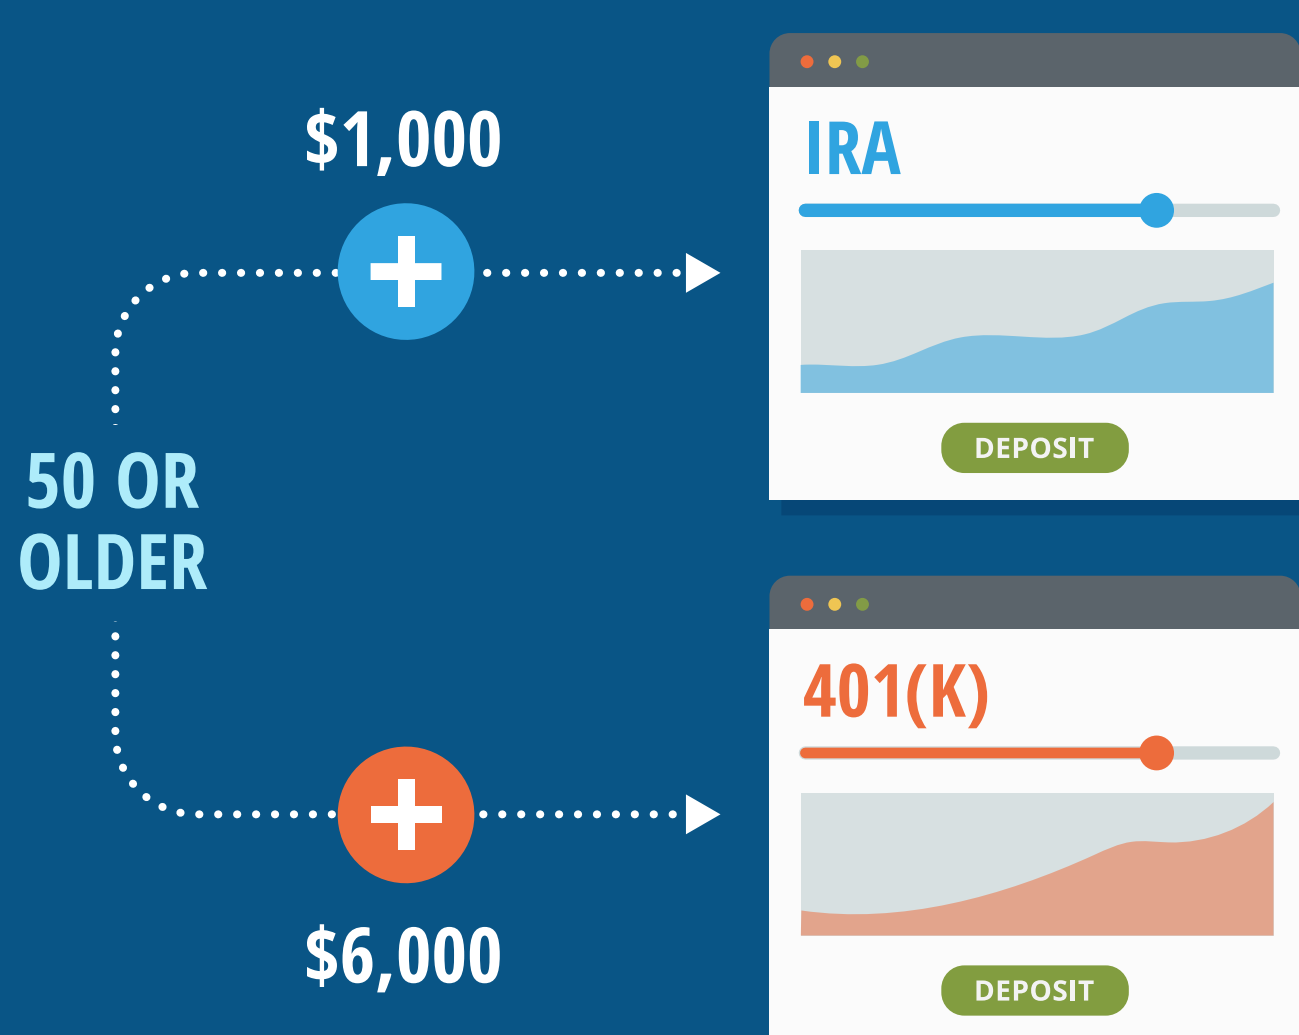 $1,000
IRA
DEPOSIT
50 OR
OLDER
401(K)
$6,000
DEPOSIT